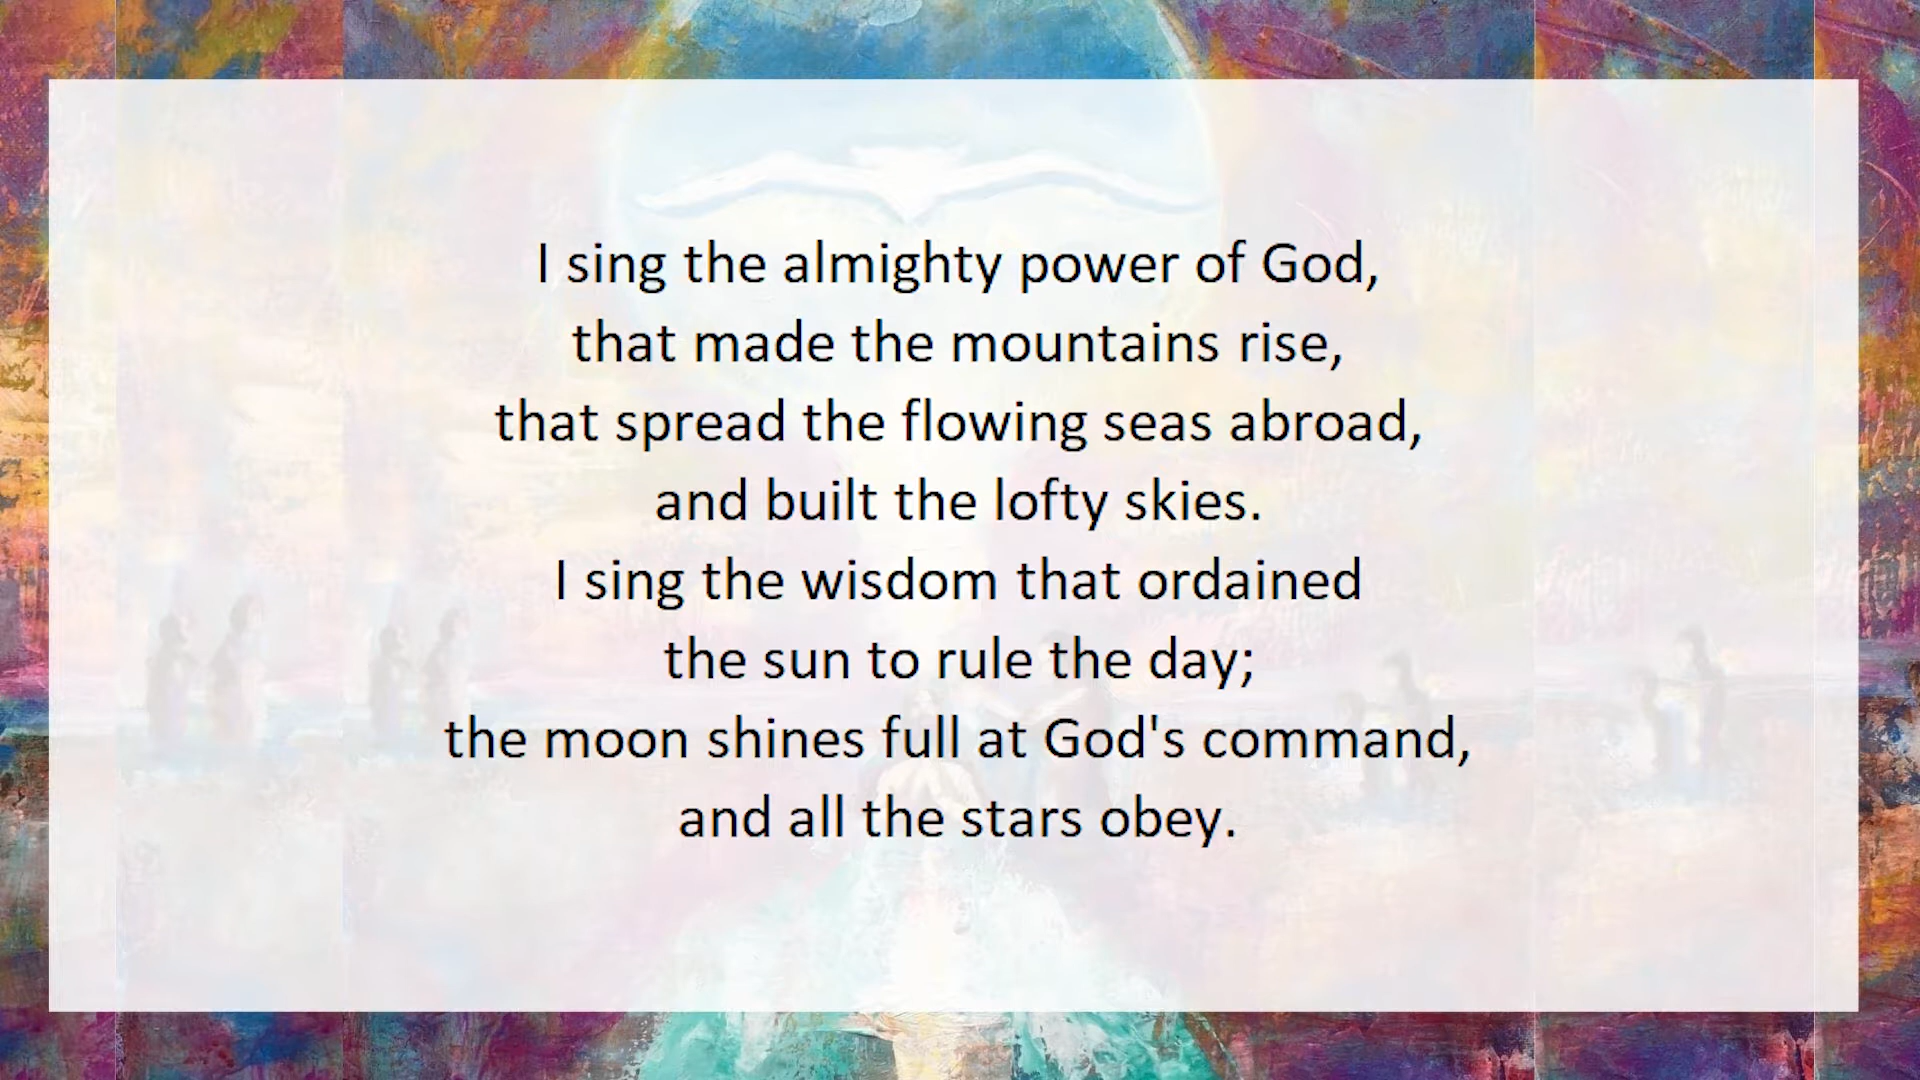 I sing the almighty power of God,
that made the mountains rise,
that spread the flowing seas abroad,
and built the lofty skies.
I sing the wisdom that ordained
the sun to rule the day;
the moon shines full at God's command,
and all the stars obey.